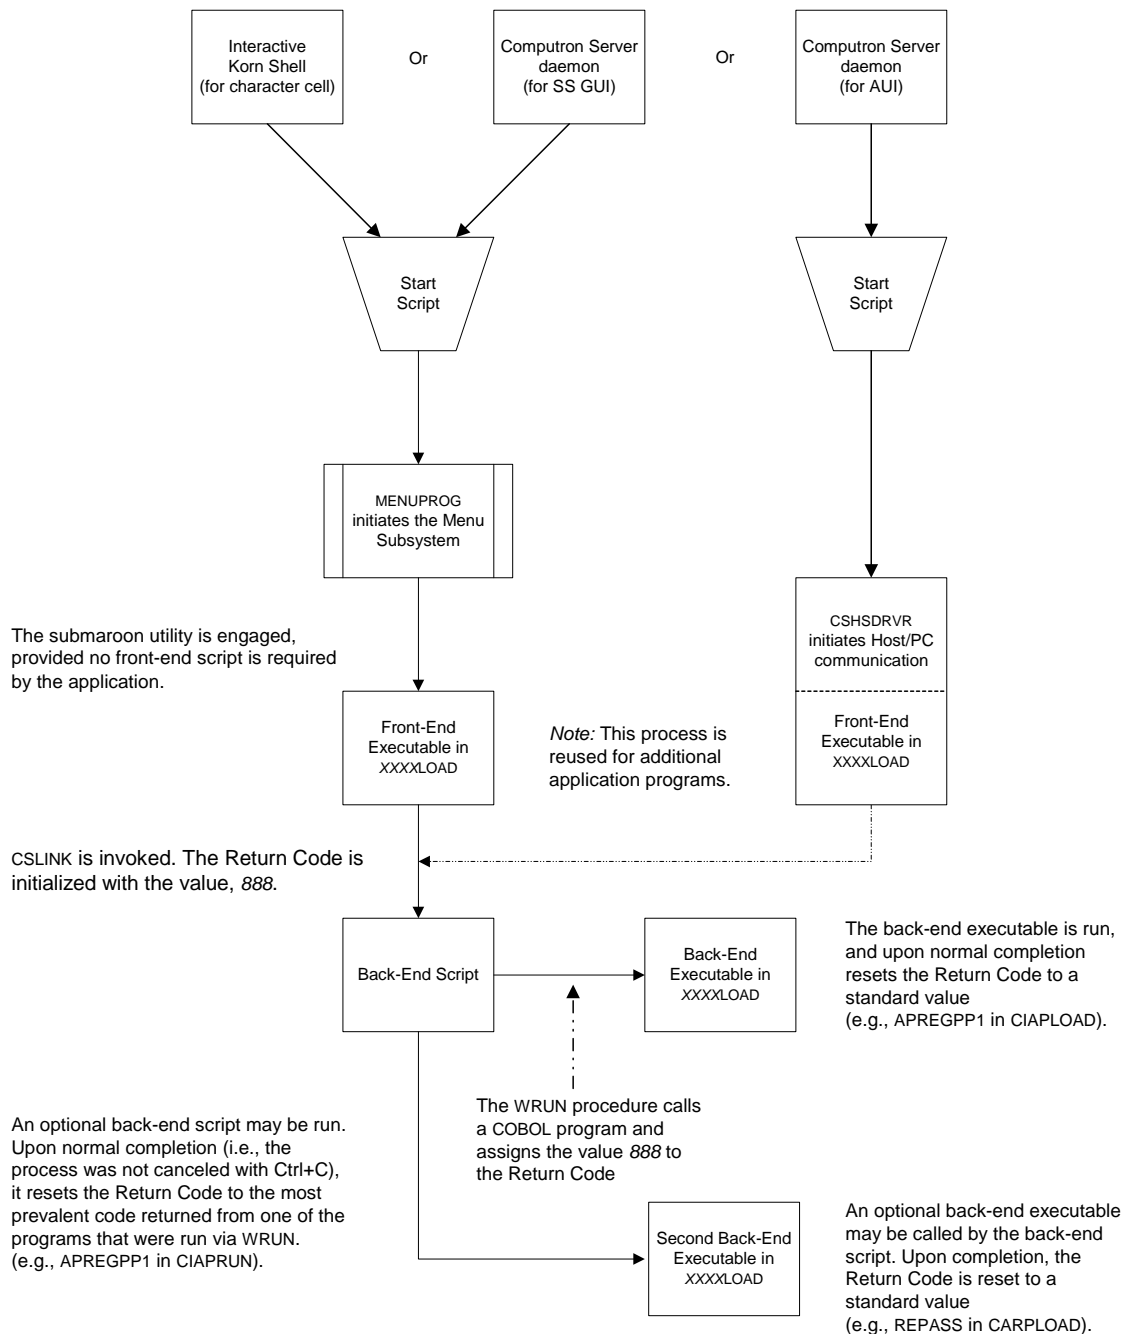 Interactive
Korn Shell
(for character cell)
Or
Computron Server
daemon
(for SS GUI)
Or
Computron Server
daemon
(for AUI)
Start
Script
Start
Script
MENUPROG
initiates the Menu
Subsystem
CSHSDRVR
initiates Host/PC
communication
The submaroon utility is engaged,
provided no front-end script is required
by the application.
Front-End
Executable in
XXXXLOAD
Note: This process is
reused for additional
application programs.
Front-End
Executable in
XXXXLOAD
CSLINK is invoked. The Return Code is
initialized with the value, 888.
Back-End Script
Back-End
Executable in
XXXXLOAD
The back-end executable is run,
and upon normal completion
resets the Return Code to a
standard value
(e.g., APREGPP1 in CIAPLOAD).
The WRUN procedure calls
a COBOL program and
assigns the value 888 to
the Return Code
An optional back-end script may be run.
Upon normal completion (i.e., the
process was not canceled with Ctrl+C),
it resets the Return Code to the most
prevalent code returned from one of the
programs that were run via WRUN.
(e.g., APREGPP1 in CIAPRUN).
Second Back-End
Executable in
XXXXLOAD
An optional back-end executable
may be called by the back-end
script. Upon completion, the
Return Code is reset to a
standard value
(e.g., REPASS in CARPLOAD).